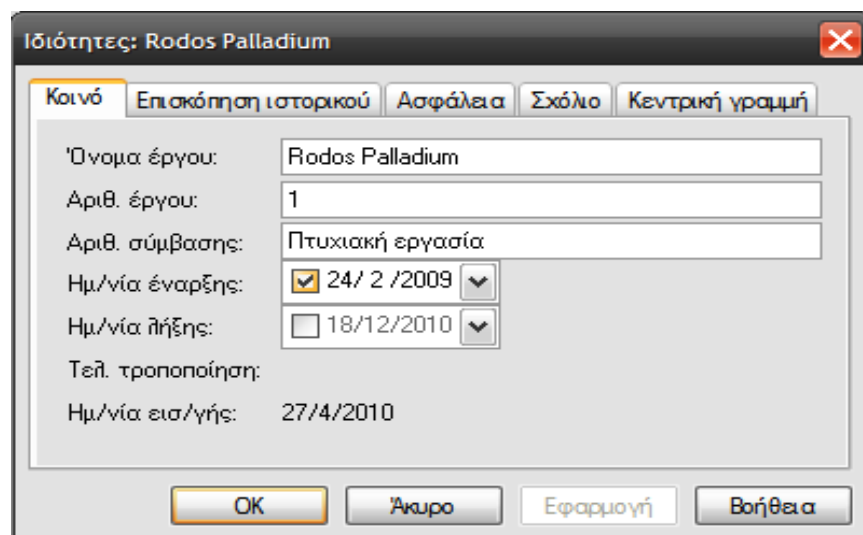 Ιδιότητες: Rodos Palladium
Κοινό Επισκόπηση ιστορικού Ασφάλεια Σχόλιο Κεντρική γραμμή
Όνομα έργου: Rodos Palladium
Αριθ. έργου: 1
Αριθ. σύμβασης: Πτυχιακή εργασία
Ημ/νία έναρξης: 24/ 2 /2009
Ημ/νία λήξης: 18/12/2010
Τελ. τροποποίηση:
Ημ/νία εισ/γής: 27/4/2010
OK Άκυρο Εφαρμογή Βοήθεια